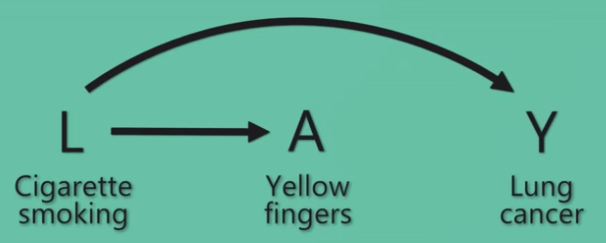 L A Y
Cigarette Yellow Lung
smoking fingers cancer